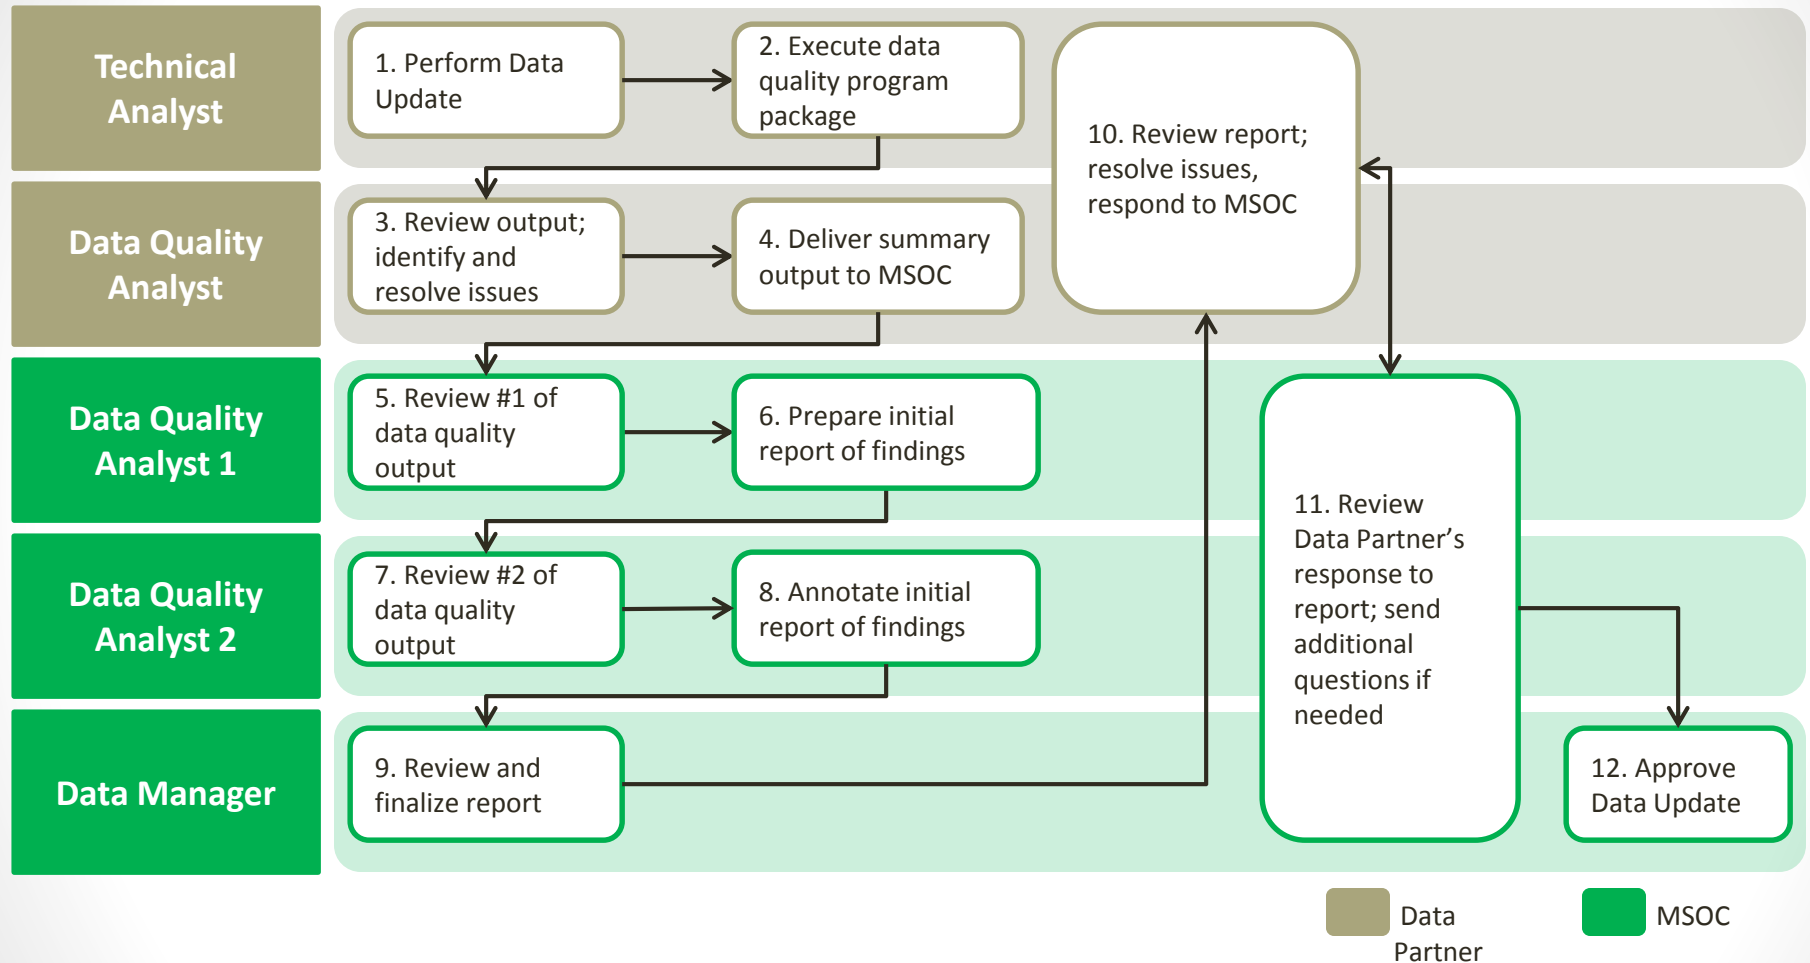 Technical
Analyst
1. Perform Data
Update
2. Execute data
quality program
package
10. Review report;
resolve issues,
respond to MSOC
Data Quality
Analyst
3. Review output;
identify and
resolve issues
4. Deliver summary
output to MSOC
Data Quality
Analyst 1
5. Review #1 of
data quality
output
6. Prepare initial
report of findings
11. Review
Data Partner’s
response to
report; send
additional
questions if
needed
Data Quality
Analyst 2
7. Review #2 of
data quality
output
8. Annotate initial
report of findings
Data Manager
9. Review and
finalize report
12. Approve
Data Update
Data
Partner
MSOC